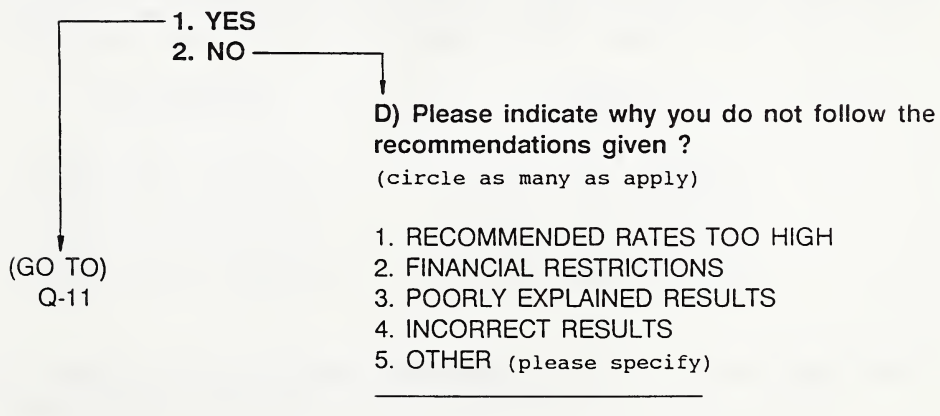 1. YES
2. NO
D) Please indicate why you do not follow the
recommendations given ?
(circle as many as apply)
1. RECOMMENDED RATES TOO HIGH
(GO TO)
2. FINANCIAL RESTRICTIONS
Q-11
3. POORLY EXPLAINED RESULTS
4. INCORRECT RESULTS
5. OTHER (please specify)